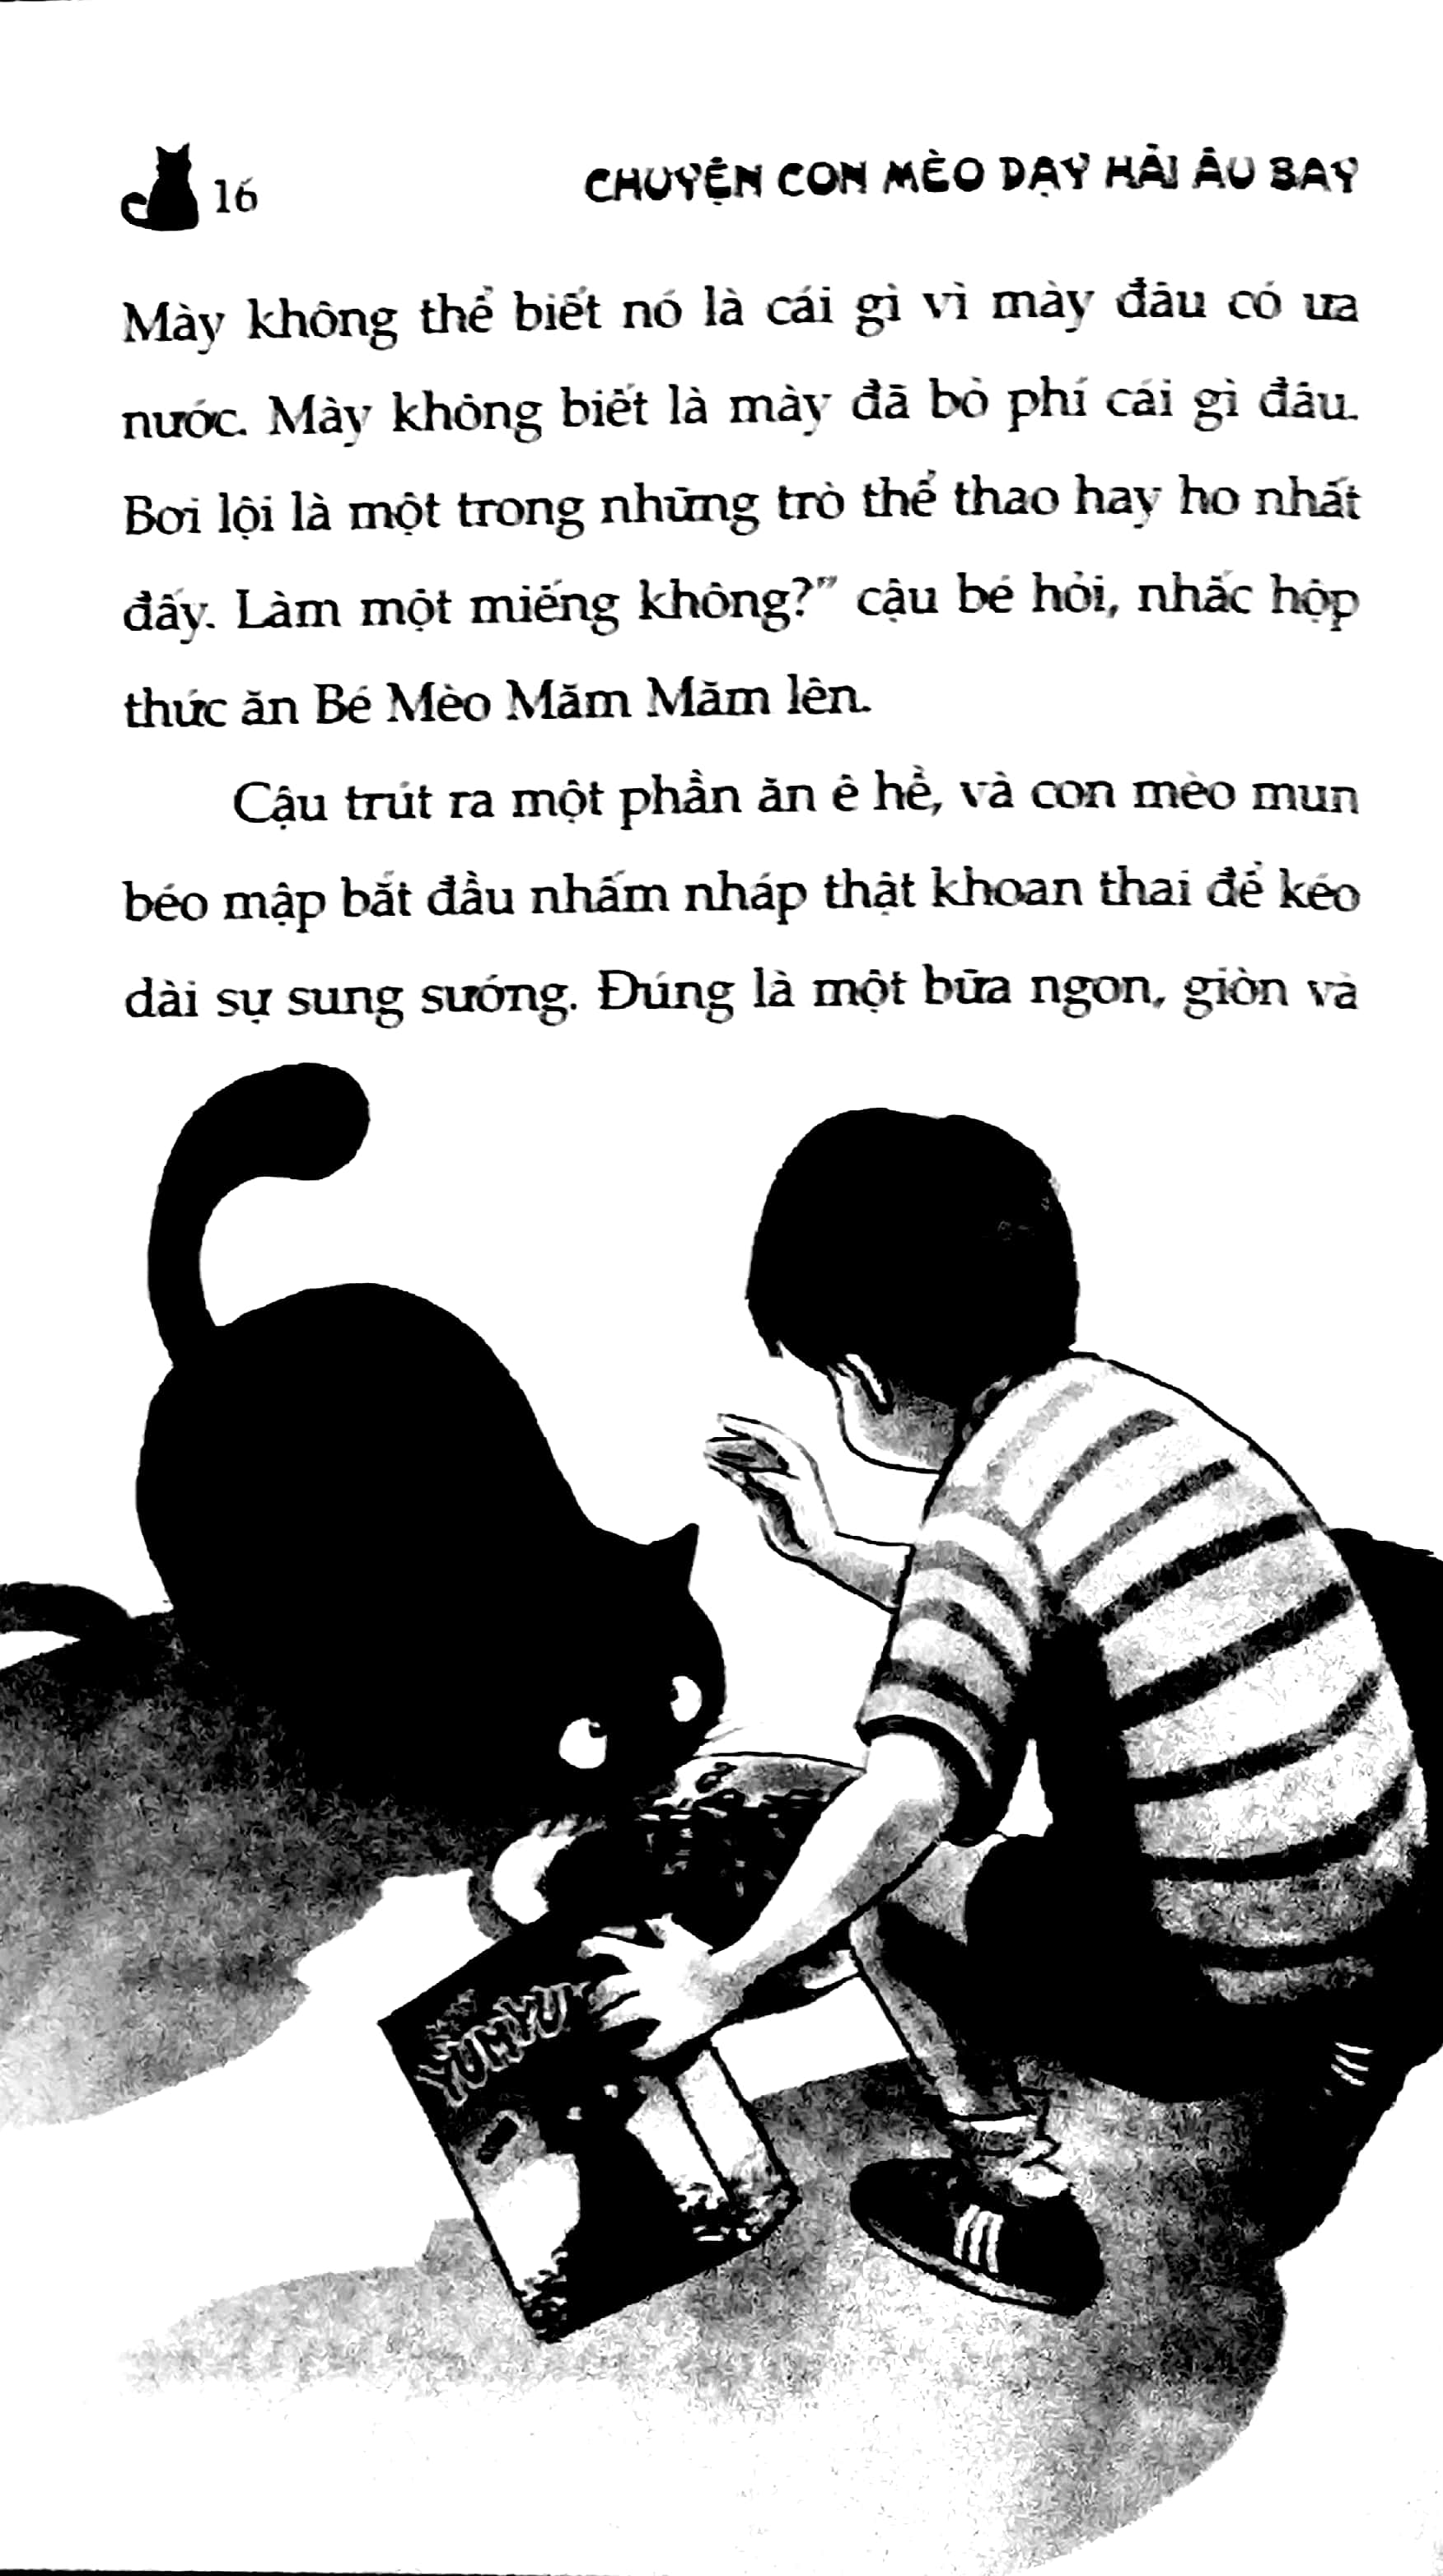 16
CHUYỆN CON MÈO DẠY HẢI ÂU BAY
Mày không thể biết nó là cái gì vì mày đâu có ưa
nước. Mày không biết là mày đã bỏ phí cái gì đâu.
Bơi lội là một trong những trò thể thao hay ho nhất
đấy. Làm một miếng không?” cậu bé hỏi, nhấc hộp
thức ăn Bé Mèo Măm Măm lên.
Cậu trút ra một phần ăn ê hề, và con mèo mun
béo mập bắt đầu nhấm nháp thật khoan thai để kéo
dài sự sung sướng. Đúng là một bữa ngon, giòn và
YUMYU